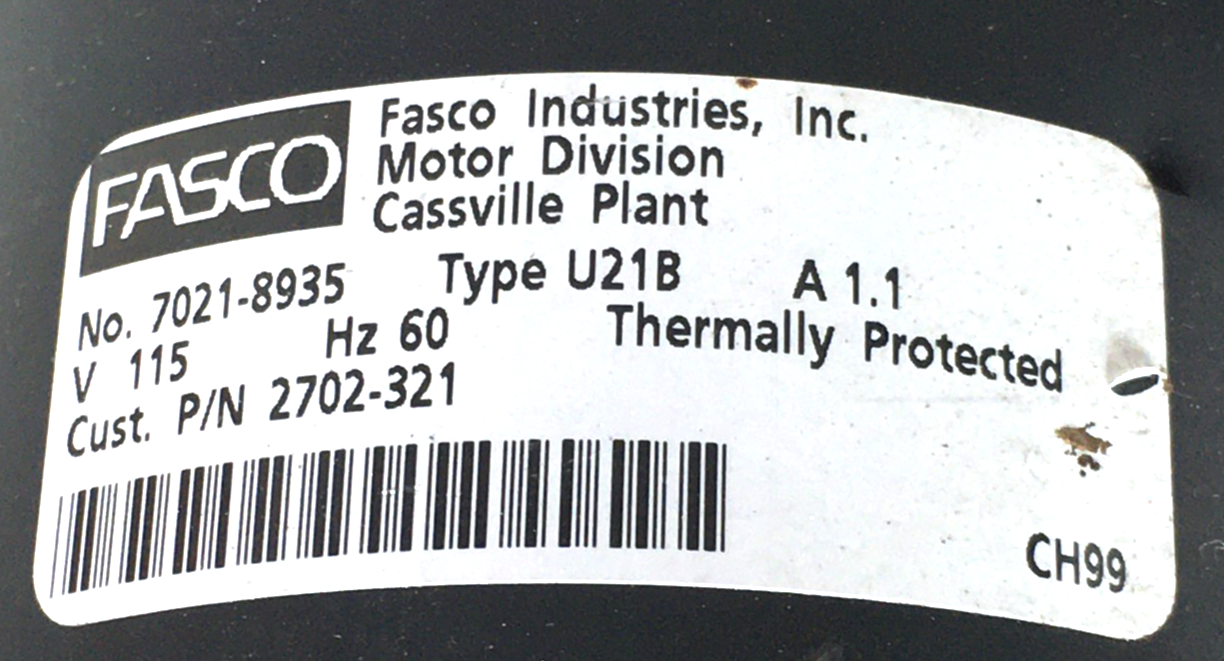 FASCO
Fasco Industries, Inc.
Motor Division
Cassville Plant
No. 7021-8935 Type U21B A 1.1
V 115 Hz 60 Thermally Protected
Cust. P/N 2702-321
CH99